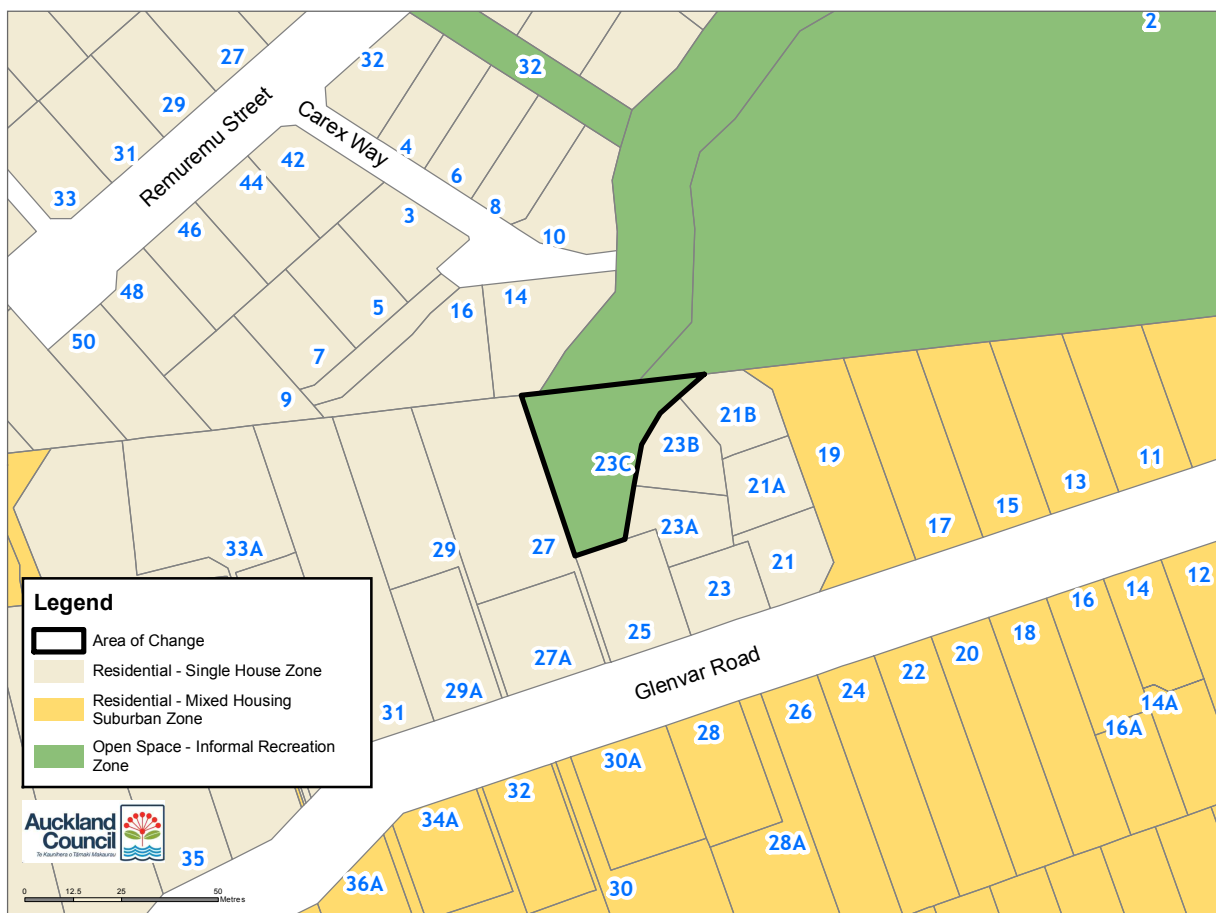 2
27
32
32
29
Remuremu Street
Carex Way
31
4
42
6
44
33
8
3
46
10
48
5
16
14
50
7
9
21B
23B
19
11
23C
13
21A
15
23A
17
33A
29
27
21
12
23
16
14
Legend
Area of Change
Residential - Single House Zone
Residential - Mixed Housing
Suburban Zone
Open Space - Informal Recreation
Zone
25
18
20
27A
22
29A
Glenvar Road
24
14A
31
26
16A
28
30A
32
34A
28A
Auckland
Council
Te Kaunihera o Tāmaki Makaurau
35
36A
30
0 12.5 25 50
Metres